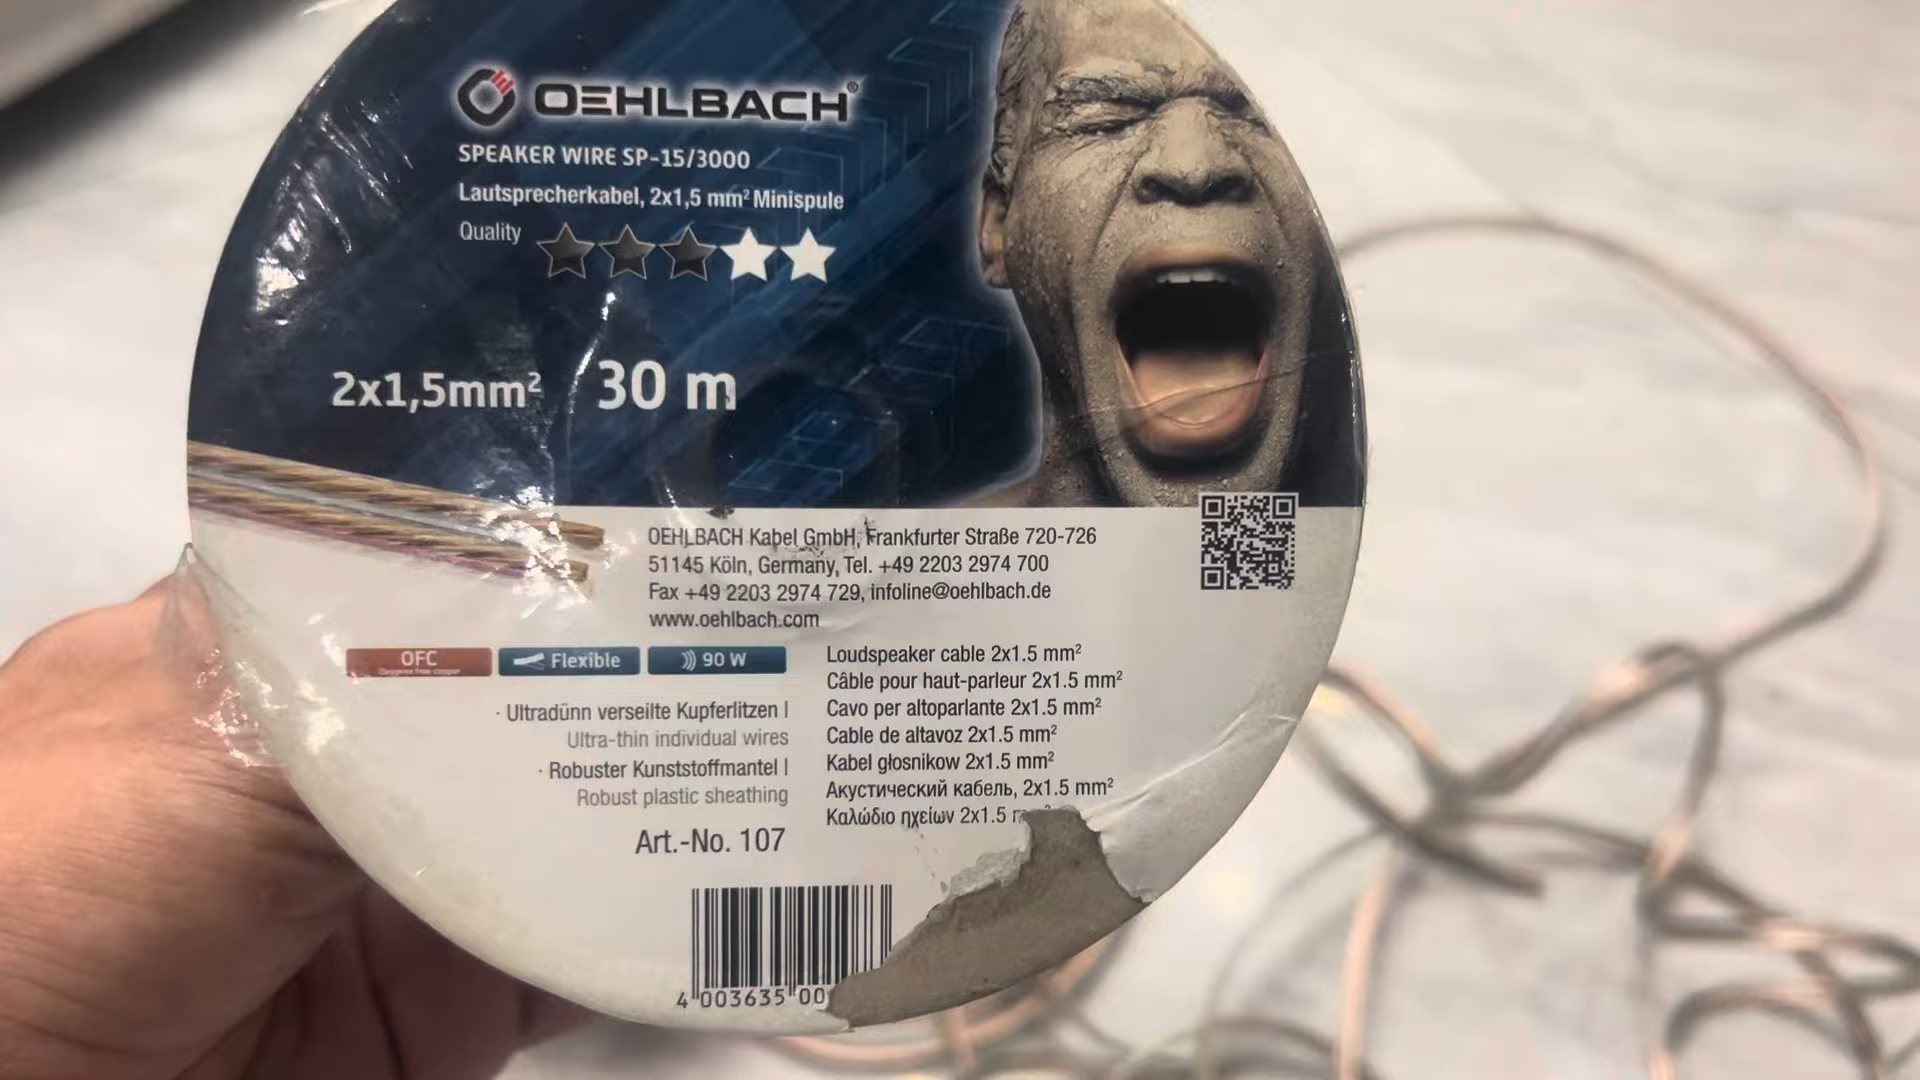 OEHLBACH®
SPEAKER WIRE SP-15/3000
Lautsprecherkabel, 2x1,5 mm² Minispule
Quality
2x1,5mm² 30 m
OEHLBACH Kabel GmbH, Frankfurter Straße 720-726
51145 Köln, Germany, Tel. +49 2203 2974 700
Fax +49 2203 2974 729, infoline@oehlbach.de
www.oehlbach.com
OFC
Oxygene free copper
Flexible
90 W
· Ultradünn verseilte Kupferlitzen |
Ultra-thin individual wires
· Robuster Kunststoffmantel |
Robust plastic sheathing
Art.-No. 107
Loudspeaker cable 2x1.5 mm²
Câble pour haut-parleur 2x1.5 mm²
Cavo per altoparlante 2x1.5 mm²
Cable de altavoz 2x1.5 mm²
Kabel głosnikow 2x1.5 mm²
Акустический кабель, 2x1.5 mm²
Καλώδιο ηχείων 2x1.5
4 003635 00